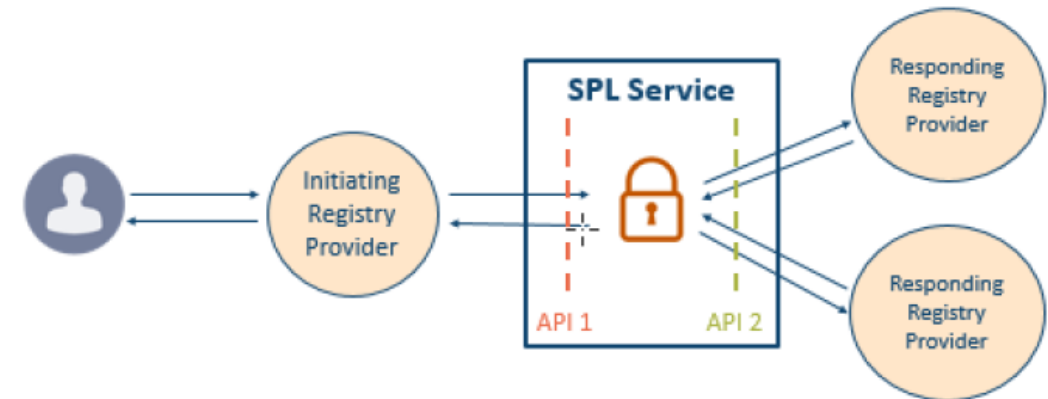 SPL Service
Initiating
Registry
Provider
API 1
API 2
Responding
Registry
Provider
Responding
Registry
Provider